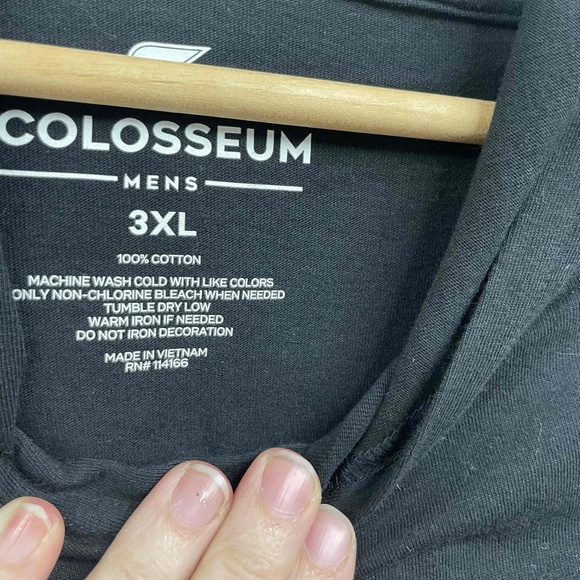 COLOSSEUM
MENS
3XL
100% COTTON
MACHINE WASH COLD WITH LIKE COLORS
ONLY NON-CHLORINE BLEACH WHEN NEEDED
TUMBLE DRY LOW
WARM IRON IF NEEDED
DO NOT IRON DECORATION
MADE IN VIETNAM
RN# 114166